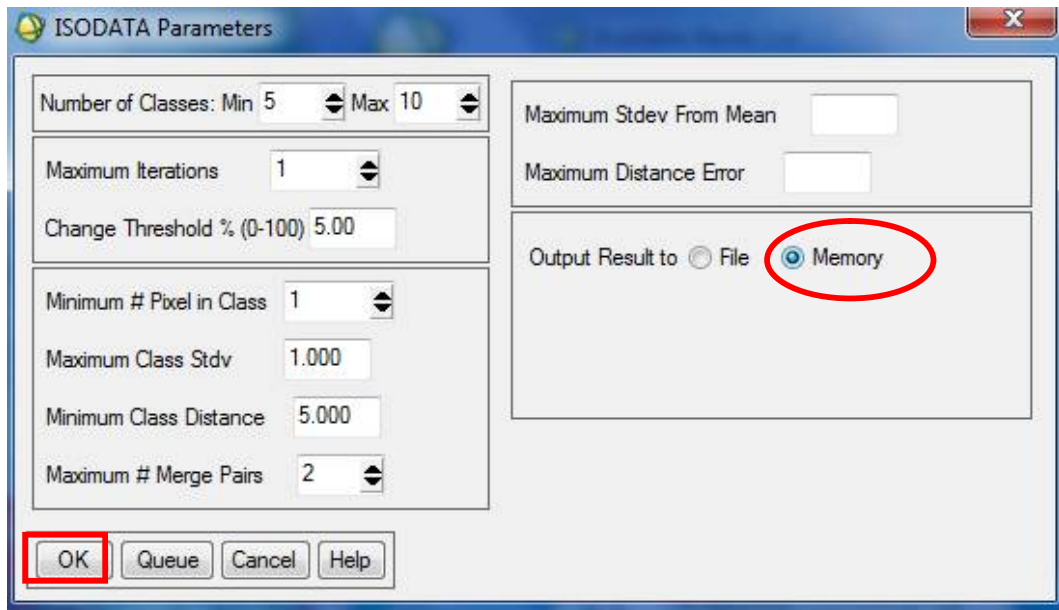 ISODATA Parameters
X
Number of Classes: Min 5 Max 10
Maximum Iterations 1
Change Threshold % (0-100) 5.00
Minimum # Pixel in Class 1
Maximum Class Stdv 1.000
Minimum Class Distance 5.000
Maximum # Merge Pairs 2
Maximum Stdev From Mean
Maximum Distance Error
Output Result to File Memory
OK Queue Cancel Help